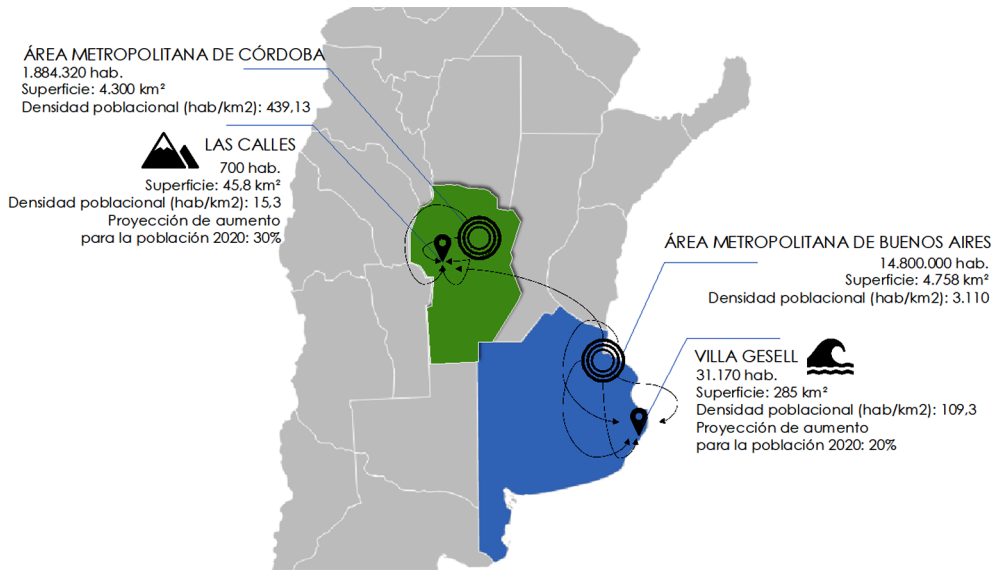 ÁREA METROPOLITANA DE CÓRDOBA
1.884.320 hab.
Superficie: 4.300 km²
Densidad poblacional (hab/km2): 439,13
LAS CALLES
700 hab.
Superficie: 45,8 km²
Densidad poblacional (hab/km2): 15,3
Proyección de aumento
para la población 2020: 30%
ÁREA METROPOLITANA DE BUENOS AIRES
14.800.000 hab.
Superficie: 4.758 km²
Densidad poblacional (hab/km2): 3.110
VILLA GESELL
31.170 hab.
Superficie: 285 km²
Densidad poblacional (hab/km2): 109,3
Proyección de aumento
para la población 2020: 20%